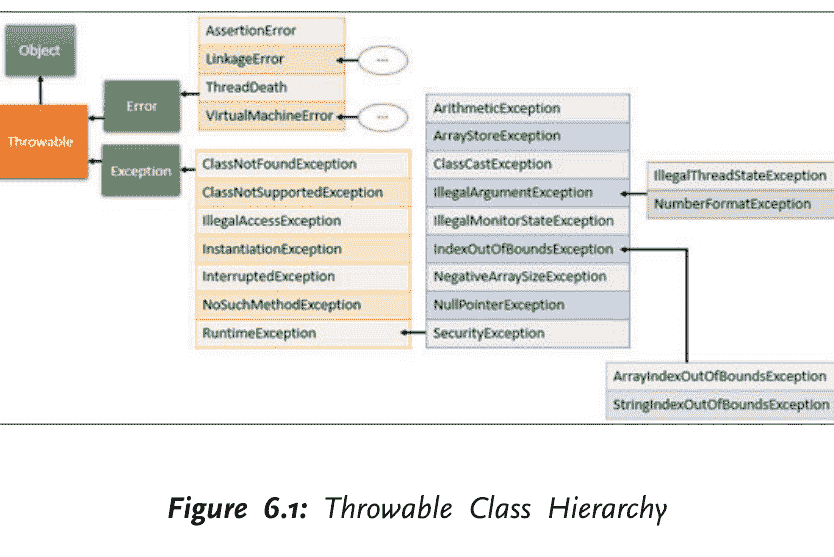 Object
Throwable
Error
Exception
AssertionError
LinkageError
...
ThreadDeath
VirtualMachineError
...
ClassNotFoundException
ClassNotSupportedException
IllegalAccessException
InstantiationException
InterruptedException
NoSuchMethodException
RuntimeException
ArithmeticException
ArrayStoreException
ClassCastException
IllegalArgumentException
IllegalMonitorStateException
IndexOutOfBoundsException
NegativeArraySizeException
NullPointerException
SecurityException
IllegalThreadStateException
NumberFormatException
ArrayIndexOutOfBoundsException
StringIndexOutOfBoundsException
Figure 6.1: Throwable Class Hierarchy